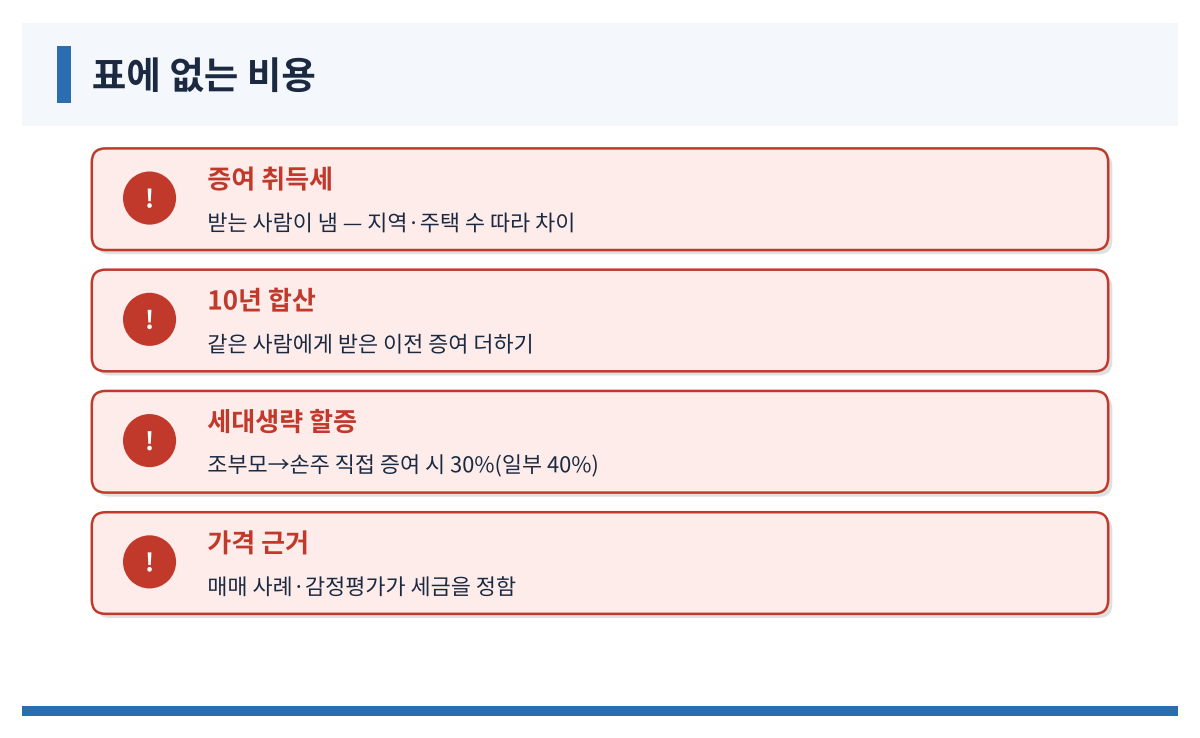 표에 없는 비용
!
증여 취득세
받는 사람이 냄 — 지역·주택 수 따라 차이
!
10년 합산
같은 사람에게 받은 이전 증여 더하기
!
세대생략 할증
조부모→손주 직접 증여 시 30%(일부 40%)
!
가격 근거
매매 사례·감정평가가 세금을 정함